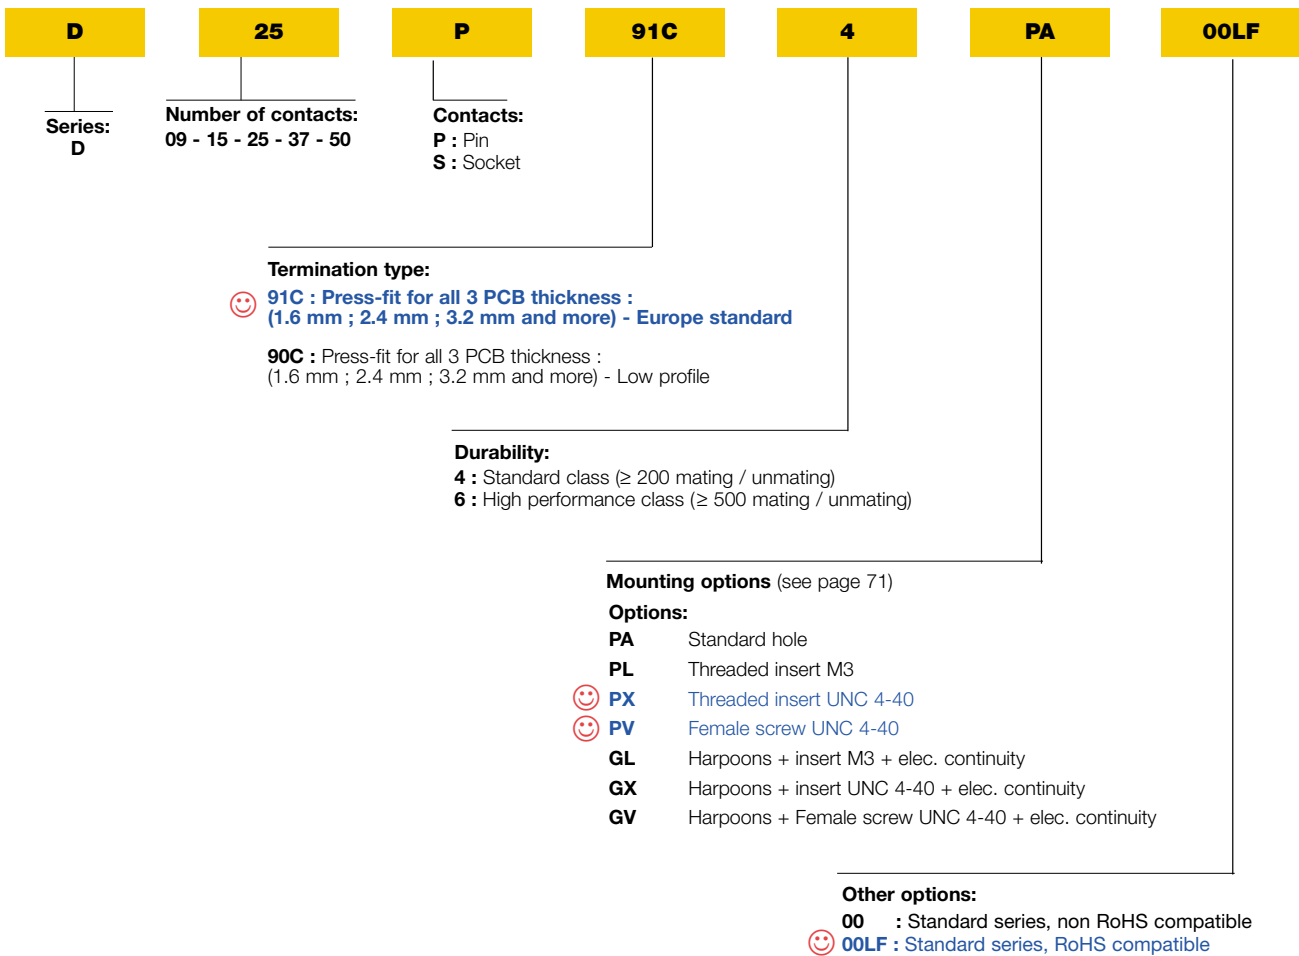 D 25 P 91C 4 PA 00LF
Series:
D
Number of contacts:
09 - 15 - 25 - 37 - 50
Contacts:
P : Pin
S : Socket
Termination type:
91C : Press-fit for all 3 PCB thickness :
(1.6 mm ; 2.4 mm ; 3.2 mm and more) - Europe standard
90C : Press-fit for all 3 PCB thickness :
(1.6 mm ; 2.4 mm ; 3.2 mm and more) - Low profile
Durability:
4 : Standard class (≥ 200 mating / unmating)
6 : High performance class (≥ 500 mating / unmating)
Mounting options (see page 71)
Options:
PA Standard hole
PL Threaded insert M3
PX Threaded insert UNC 4-40
PV Female screw UNC 4-40
GL Harpoons + insert M3 + elec. continuity
GX Harpoons + insert UNC 4-40 + elec. continuity
GV Harpoons + Female screw UNC 4-40 + elec. continuity
Other options:
00 : Standard series, non RoHS compatible
00LF : Standard series, RoHS compatible